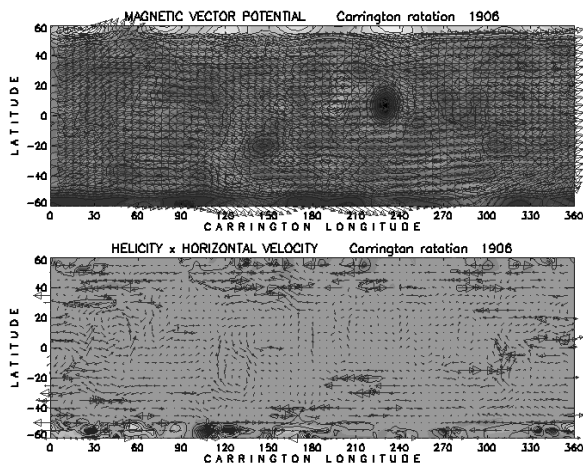 MAGNETIC VECTOR POTENTIAL Carrington ratation 1906
60
40
20
0
−20
−40
−60
LATITUDE
0 30 60 90 120 150 180 210 240 270 300 330 360
CARRINGTON LONGITUDE
HELICITY x HORIZONTAL VELOCITY Carrington ratation 1906
60
40
20
0
−20
−40
−60
LATITUDE
0 30 60 90 120 150 180 210 240 270 300 330 360
CARRINGTON LONGITUDE